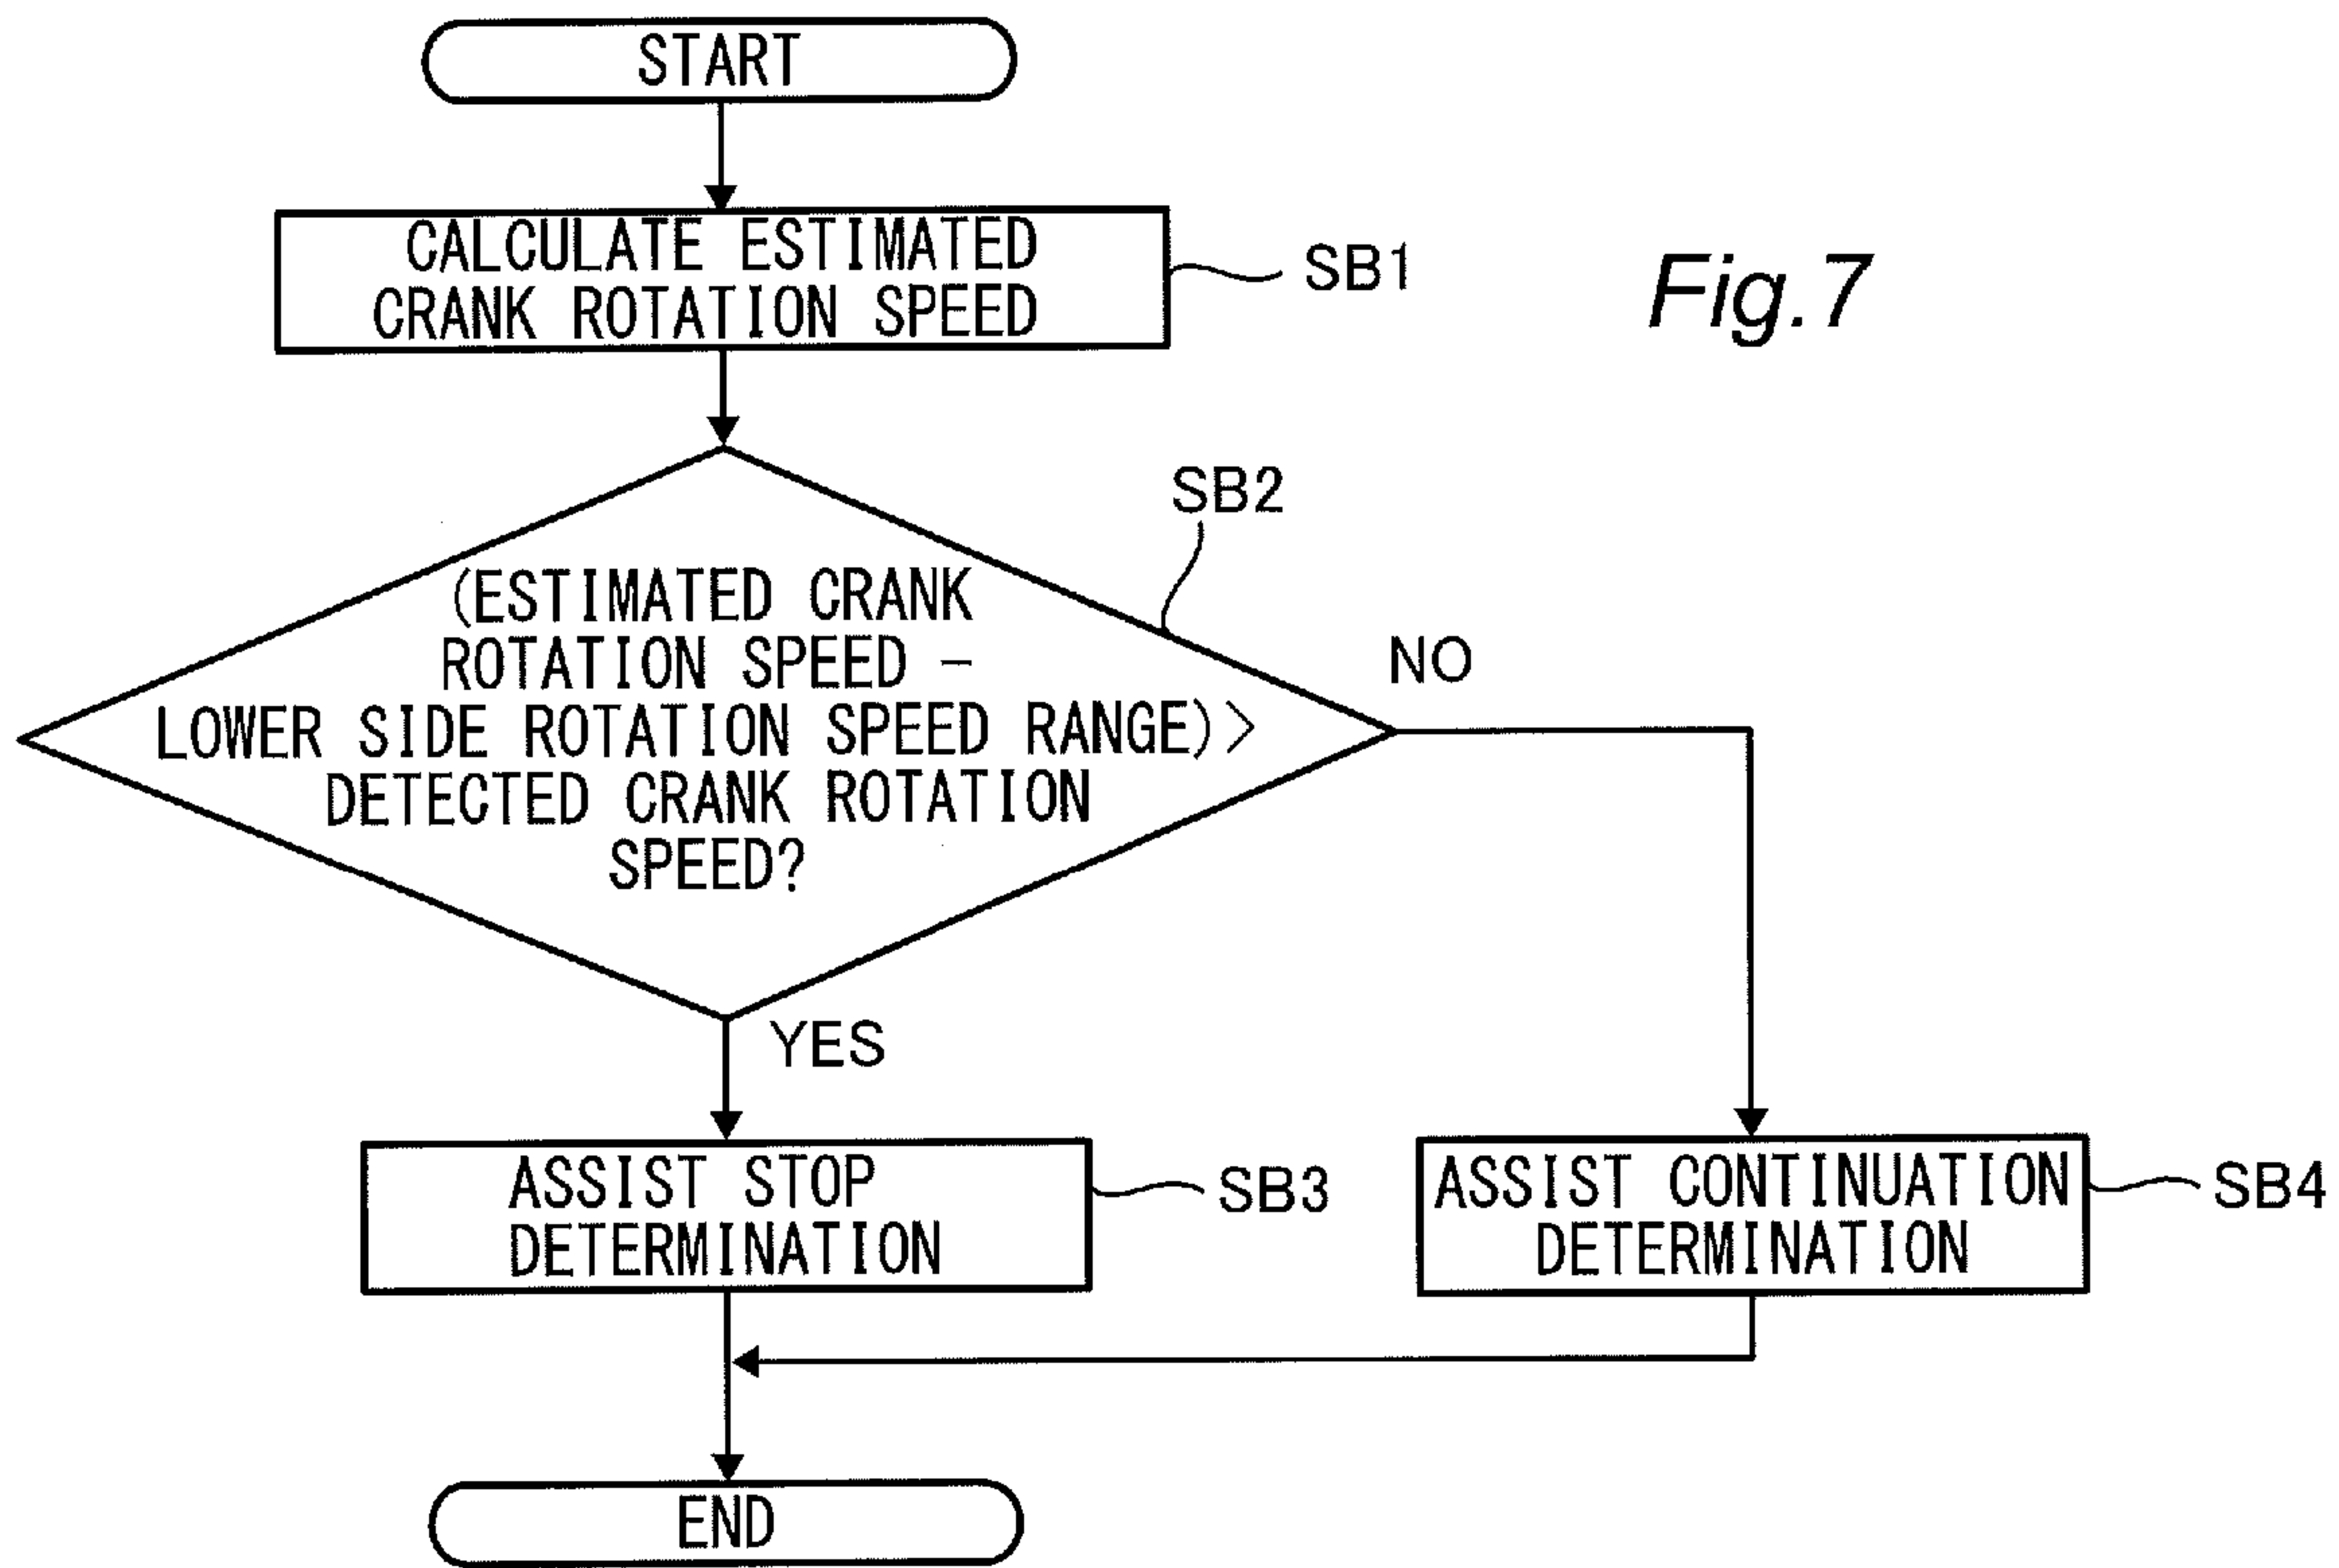 START
CALCULATE ESTIMATED
CRANK ROTATION SPEED
SB1
Fig.7
SB2
(ESTIMATED CRANK
ROTATION SPEED –
LOWER SIDE ROTATION SPEED RANGE)>
DETECTED CRANK ROTATION
SPEED?
NO
YES
ASSIST STOP
DETERMINATION
SB3
ASSIST CONTINUATION
DETERMINATION
SB4
END